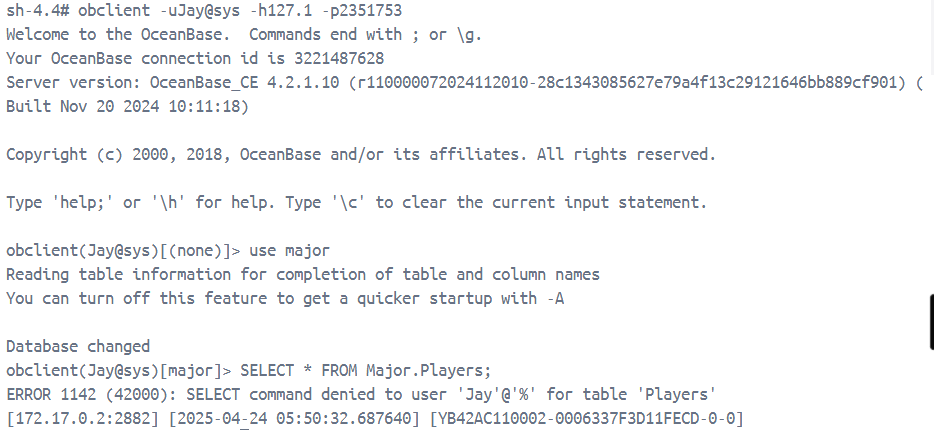 sh-4.4# obclient -uJay@sys -h127.1 -p2351753
Welcome to the OceanBase.  Commands end with ; or \g.
Your OceanBase connection id is 3221487628
Server version: OceanBase_CE 4.2.1.10 (r110000072024112010-28c1343085627e79a4f13c29121646bb889cf901) (
Built Nov 20 2024 10:11:18)

Copyright (c) 2000, 2018, OceanBase and/or its affiliates. All rights reserved.

Type 'help;' or '\h' for help. Type '\c' to clear the current input statement.

obclient(Jay@sys)[(none)]> use major
Reading table information for completion of table and column names
You can turn off this feature to get a quicker startup with -A

Database changed
obclient(Jay@sys)[major]> SELECT * FROM Major.Players;
ERROR 1142 (42000): SELECT command denied to user 'Jay'@'%' for table 'Players'
[172.17.0.2:2882] [2025-04-24 05:50:32.687640] [YB42AC110002-0006337F3D11FECD-0-0]